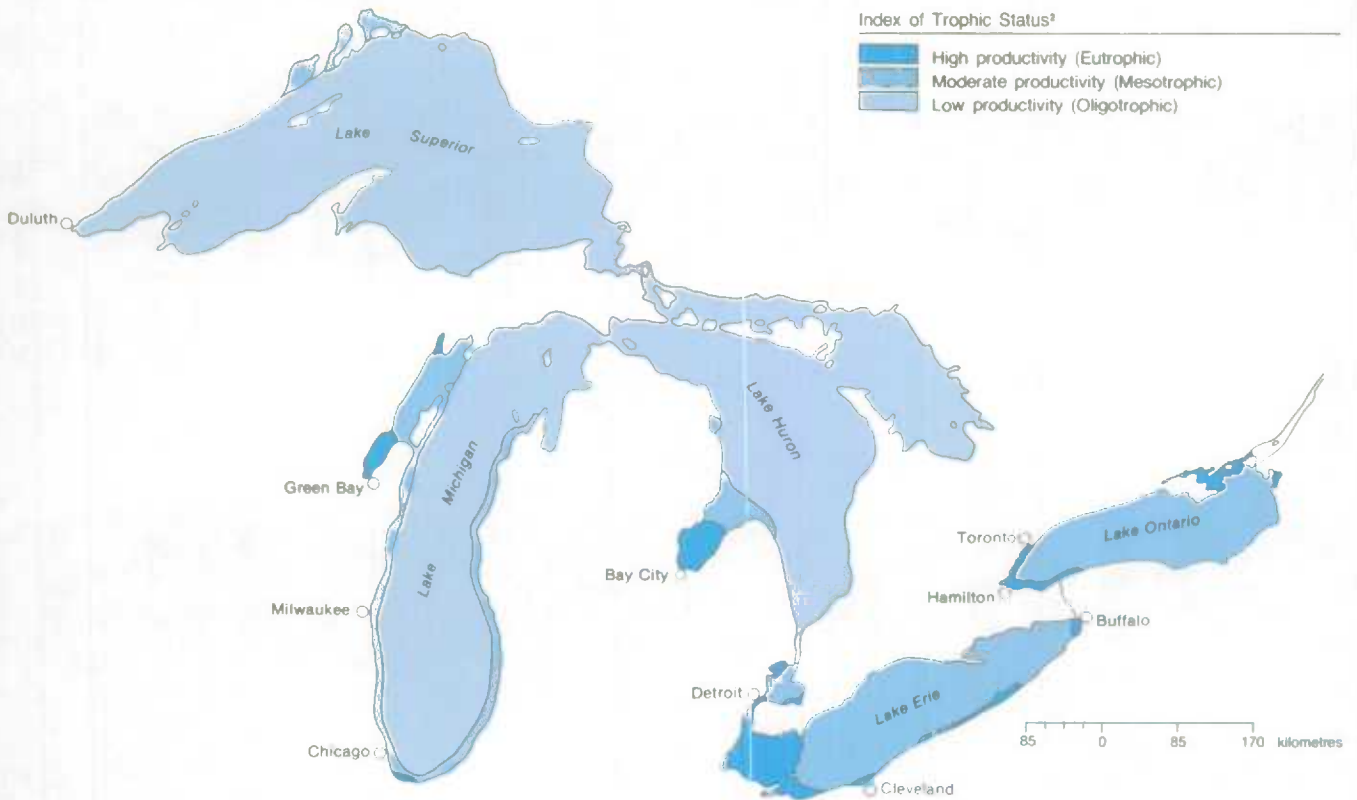 Index of Trophic Status²
High productivity (Eutrophic)
Moderate productivity (Mesotrophic)
Low productivity (Oligotrophic)
Lake Superior
Duluth
Lake Huron
Lake Michigan
Green Bay
Toronto
Lake Ontario
Bay City
Hamilton
Milwaukee
Buffalo
Detroit
Lake Erie
85 0 85 170 kilometres
Chicago
Cleveland